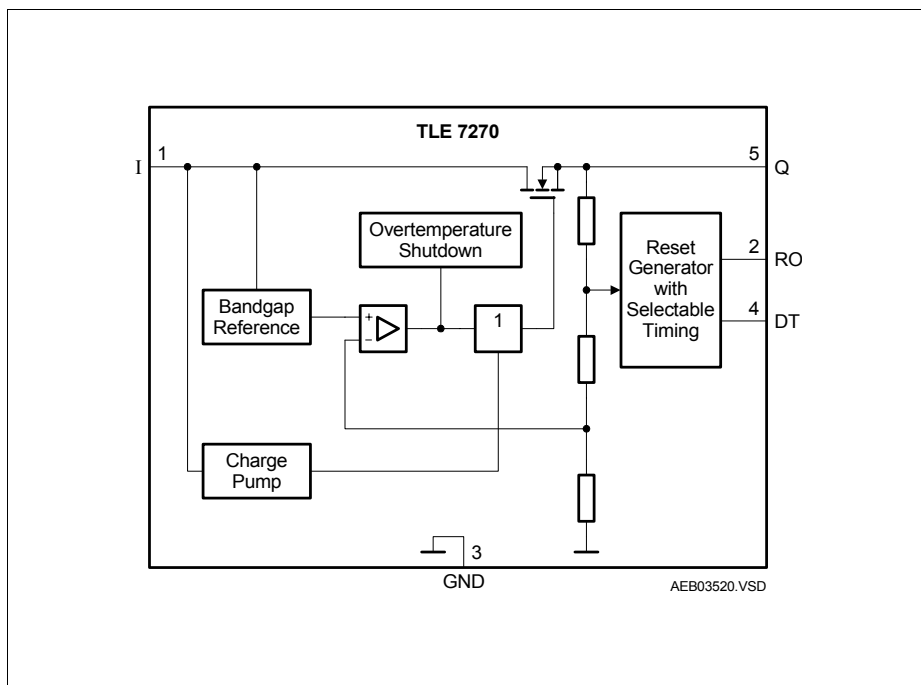 TLE 7270
I
1
5
Q
Overtemperature
Shutdown
Reset
Generator
with
Selectable
Timing
2
RO
4
DT
Bandgap
Reference
+
−
1
Charge
Pump
3
GND
AEB03520.VSD